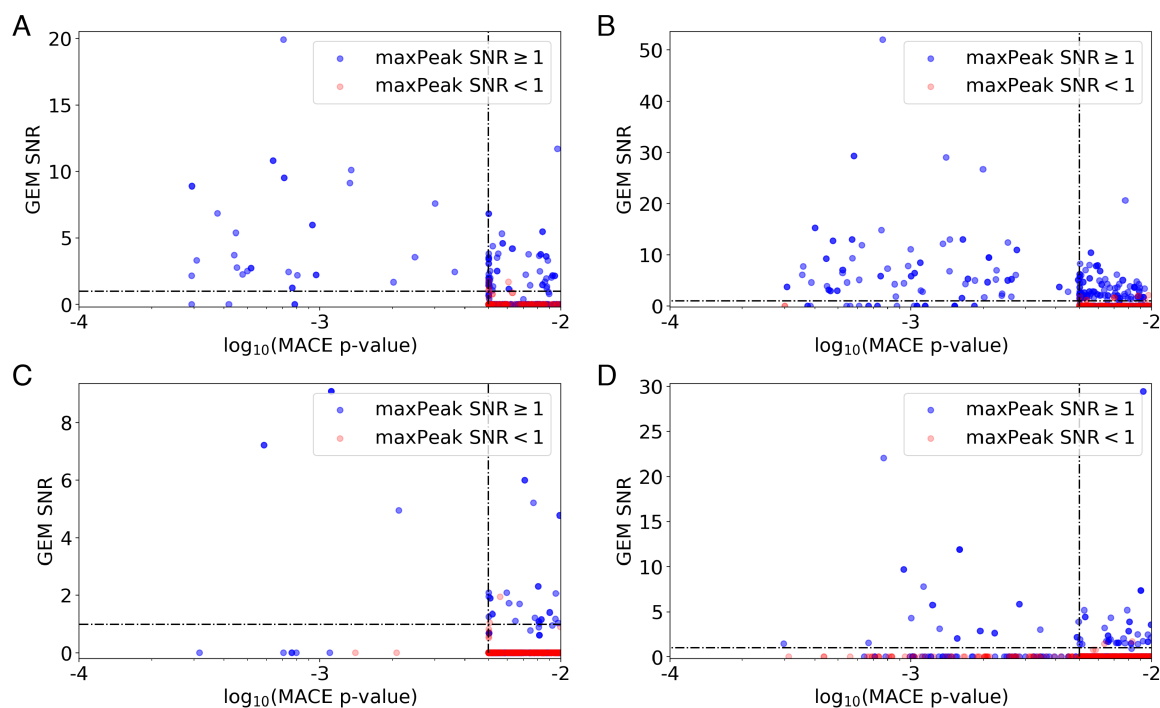 A
20
15
10
5
0
GEM SNR
maxPeak SNR ≥ 1
maxPeak SNR < 1
-4
-3
-2
log₁₀(MACE p-value)
B
50
40
30
20
10
0
GEM SNR
maxPeak SNR ≥ 1
maxPeak SNR < 1
-4
-3
-2
log₁₀(MACE p-value)
C
8
6
4
2
0
GEM SNR
maxPeak SNR ≥ 1
maxPeak SNR < 1
-4
-3
-2
log₁₀(MACE p-value)
D
30
25
20
15
10
5
0
GEM SNR
maxPeak SNR ≥ 1
maxPeak SNR < 1
-4
-3
-2
log₁₀(MACE p-value)